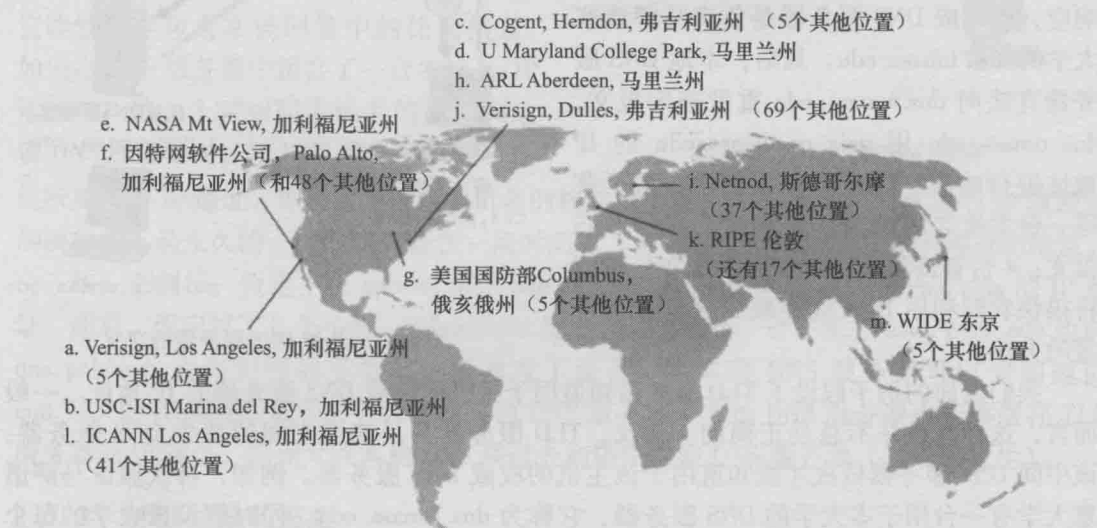 c. Cogent, Herndon, 弗吉利亚州（5个其他位置）
d. U Maryland College Park, 马里兰州
h. ARL Aberdeen, 马里兰州
j. Verisign, Dulles, 弗吉利亚州 （69个其他位置）
e. NASA Mt View, 加利福尼亚州
f. 因特网软件公司，Palo Alto,
加利福尼亚州（和48个其他位置）
i. Netnod, 斯德哥尔摩
（37个其他位置）
k. RIPE 伦敦
（还有17个其他位置）
g. 美国国防部Columbus，
俄亥俄州（5个其他位置）
m. WIDE 东京
（5个其他位置）
a. Verisign, Los Angeles, 加利福尼亚州
（5个其他位置）
b. USC-ISI Marina del Rey，加利福尼亚州
l. ICANN Los Angeles, 加利福尼亚州
（41个其他位置）